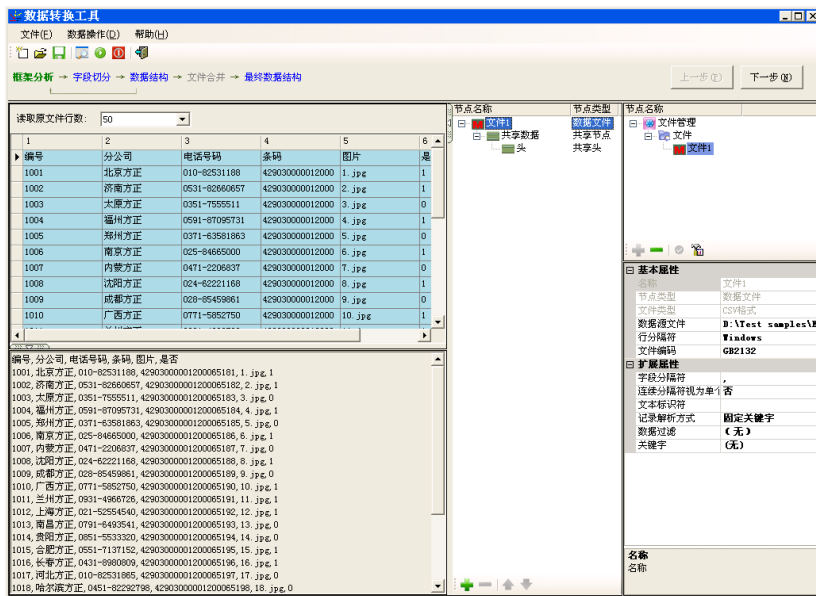 数据转换工具
文件(F) 数据操作(D) 帮助(H)
框架分析 → 字段切分 → 数据结构 → 文件合并 → 最终数据结构
上一步(P) 下一步(N)
读取原文件行数: 50
1 2 3 4 5 6
编号 分公司 电话号码 条码 图片 是
1001 北京方正 010-82531188 429030000012000 1.jpg 1
1002 济南方正 0531-82660657 429030000012000 2.jpg 1
1003 太原方正 0351-7555511 429030000012000 3.jpg 0
1004 福州方正 0591-87095731 429030000012000 4.jpg 1
1005 郑州方正 0371-63581863 429030000012000 5.jpg 0
1006 南京方正 025-84665000 429030000012000 6.jpg 1
1007 内蒙方正 0471-2206837 429030000012000 7.jpg 0
1008 沈阳方正 024-62221168 429030000012000 8.jpg 1
1009 成都方正 028-85459861 429030000012000 9.jpg 0
1010 广西方正 0771-5852750 429030000012000 10.jpg 1
编号,分公司,电话号码,条码,图片,是否
1001,北京方正,010-82531188,42903000001200065181,1.jpg,1
1002,济南方正,0531-82660657,42903000001200065182,2.jpg,1
1003,太原方正,0351-7555511,42903000001200065183,3.jpg,0
1004,福州方正,0591-87095731,42903000001200065184,4.jpg,1
1005,郑州方正,0371-63581863,42903000001200065185,5.jpg,0
1006,南京方正,025-84665000,42903000001200065186,6.jpg,1
1007,内蒙方正,0471-2206837,42903000001200065187,7.jpg,0
1008,沈阳方正,024-62221168,42903000001200065188,8.jpg,1
1009,成都方正,028-85459861,42903000001200065189,9.jpg,0
1010,广西方正,0771-5852750,42903000001200065190,10.jpg,1
1011,兰州方正,0931-4966726,42903000001200065191,11.jpg,1
1012,上海方正,021-52554540,42903000001200065192,12.jpg,1
1013,南昌方正,0791-6493541,42903000001200065193,13.jpg,0
1014,贵阳方正,0851-5533320,42903000001200065194,14.jpg,0
1015,合肥方正,0551-7137152,42903000001200065195,15.jpg,1
1016,长春方正,0431-8980809,42903000001200065196,16.jpg,1
1017,河北方正,010-82531865,42903000001200065197,17.jpg,0
1018,哈尔滨方正,0451-82292798,42903000001200065198,18.jpg,0
节点名称 节点类型
文件1 数据文件
共享数据 共享节点
头 共享头
节点名称
文件管理
文件
文件1
基本属性
名称 文件1
节点类型 数据文件
文件类型 CSV格式
数据源文件 D:\Test samples\
行分隔符 Windows
文件编码 GB2132
扩展属性
字段分隔符 ,
连续分隔符视为单个 否
文本标识符
记录解析方式 固定关键字
数据过滤 (无)
关键字 (无)
名称
名称